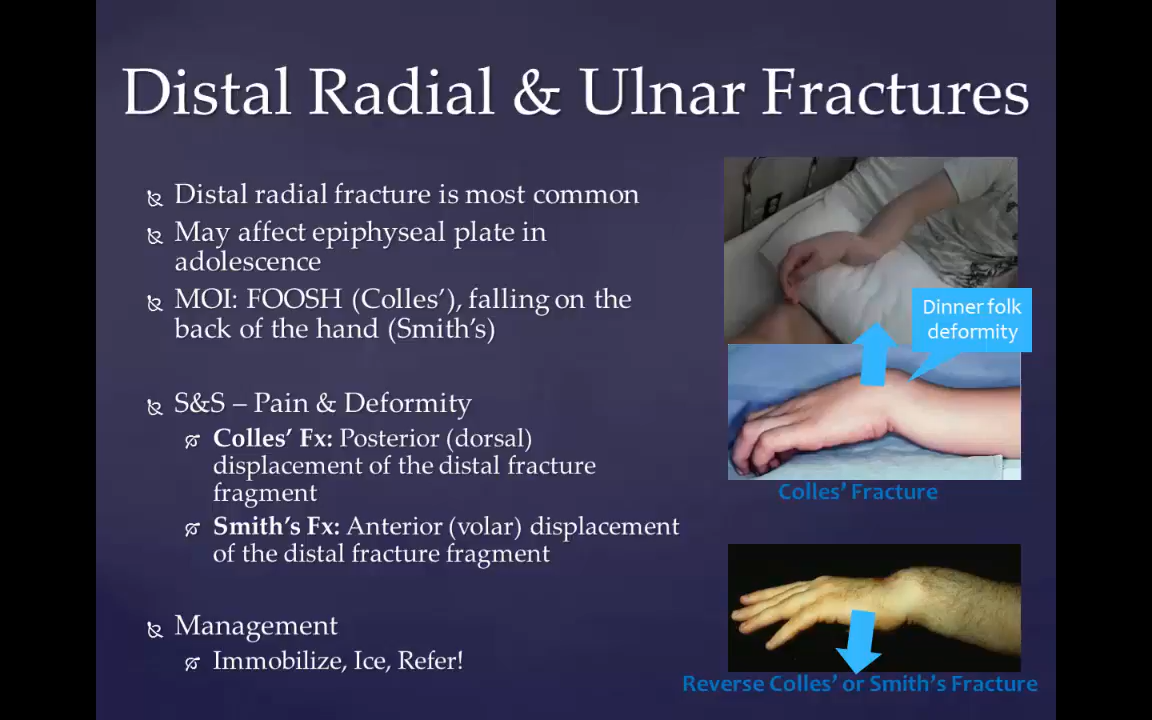 Distal Radial & Ulnar Fractures
Distal radial fracture is most common
May affect epiphyseal plate in
adolescence
MOI: FOOSH (Colles’), falling on the
back of the hand (Smith’s)
S&S – Pain & Deformity
Colles’ Fx: Posterior (dorsal)
displacement of the distal fracture
fragment
Smith’s Fx: Anterior (volar) displacement
of the distal fracture fragment
Management
Immobilize, Ice, Refer!
Dinner folk
deformity
Colles’ Fracture
Reverse Colles’ or Smith’s Fracture